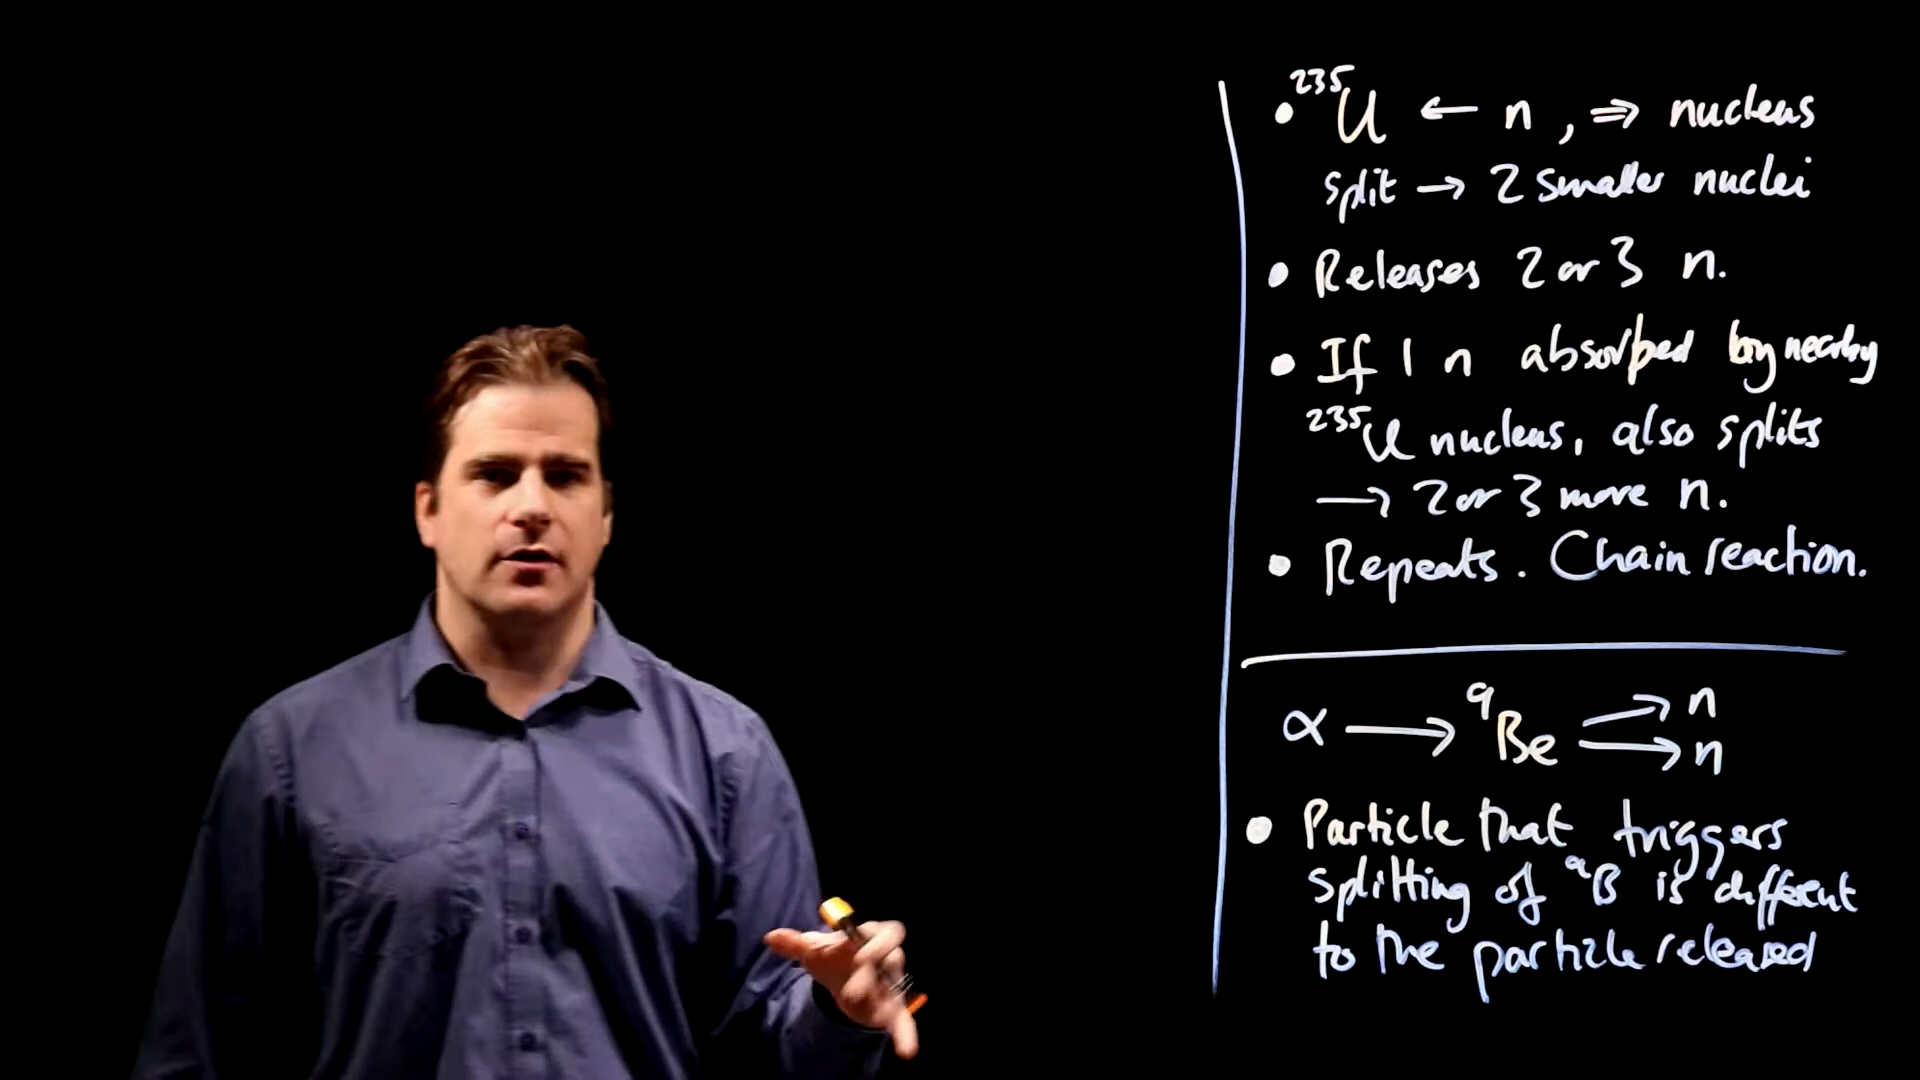 • ²³⁵U ← n , ⇒ nucleus
split → 2 smaller nuclei
• Releases 2 or 3 n.
• If 1 n absorbed by nearby
²³⁵U nucleus, also splits
→ 2 or 3 more n.
• Repeats. Chain reaction.
α → ⁹Be → n
→ n
• Particle that triggers
splitting of ⁹B is different
to the particle released